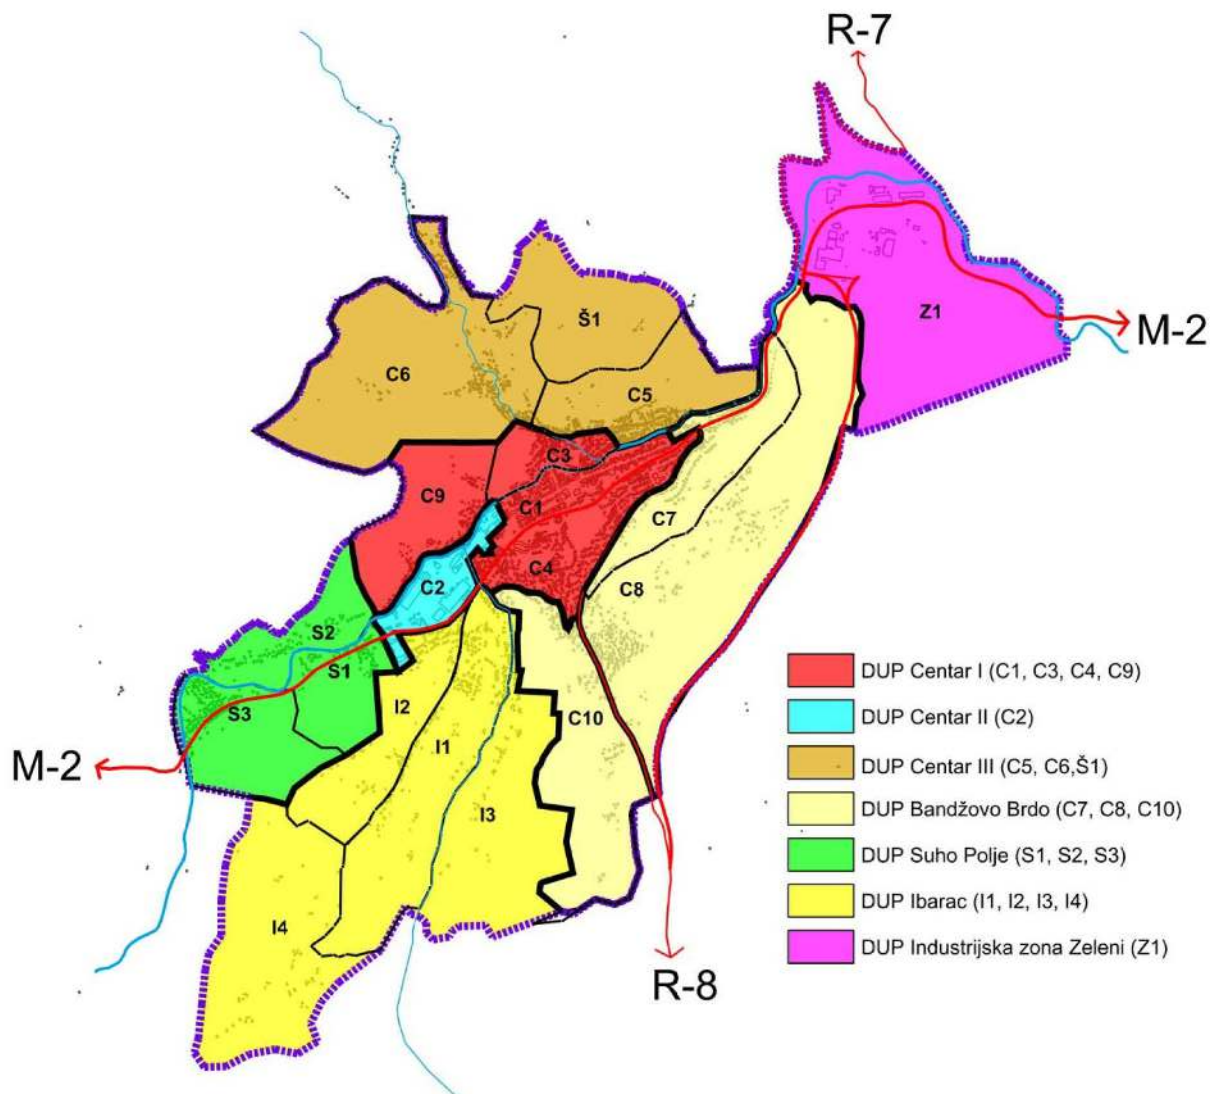 R-7
Š1
Z1
M-2
C6
C5
C3
C9
C1
C7
C4
C2
C8
S2
S1
I2
S3
C10
I1
M-2
I3
I4
R-8
DUP Centar I (C1, C3, C4, C9)
DUP Centar II (C2)
DUP Centar III (C5, C6,Š1)
DUP Bandžovo Brdo (C7, C8, C10)
DUP Suho Polje (S1, S2, S3)
DUP Ibarac (I1, I2, I3, I4)
DUP Industrijska zona Zeleni (Z1)